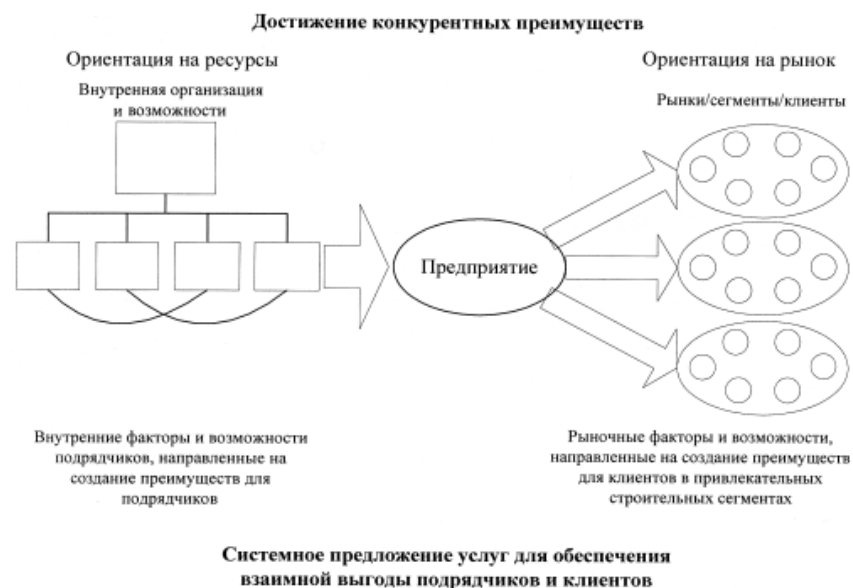 Достижение конкурентных преимуществ
Ориентация на ресурсы
Внутренняя организация
и возможности
Ориентация на рынок
Рынки/сегменты/клиенты
Предприятие
Внутренние факторы и возможности
подрядчиков, направленные на
создание преимуществ для
подрядчиков
Рыночные факторы и возможности,
направленные на создание преимуществ
для клиентов в привлекательных
строительных сегментах
Системное предложение услуг для обеспечения
взаимной выгоды подрядчиков и клиентов